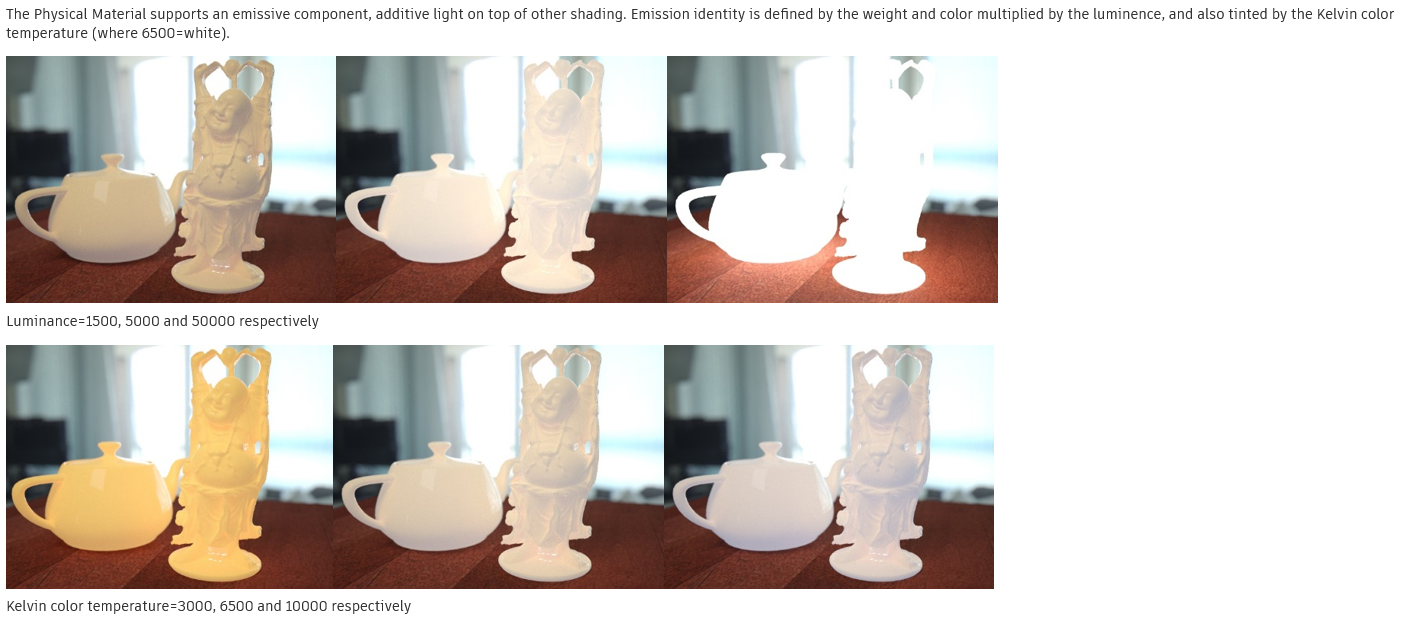 The Physical Material supports an emissive component, additive light on top of other shading. Emission identity is defined by the weight and color multiplied by the luminence, and also tinted by the Kelvin color
temperature (where 6500=white).
Luminance=1500, 5000 and 50000 respectively
Kelvin color temperature=3000, 6500 and 10000 respectively